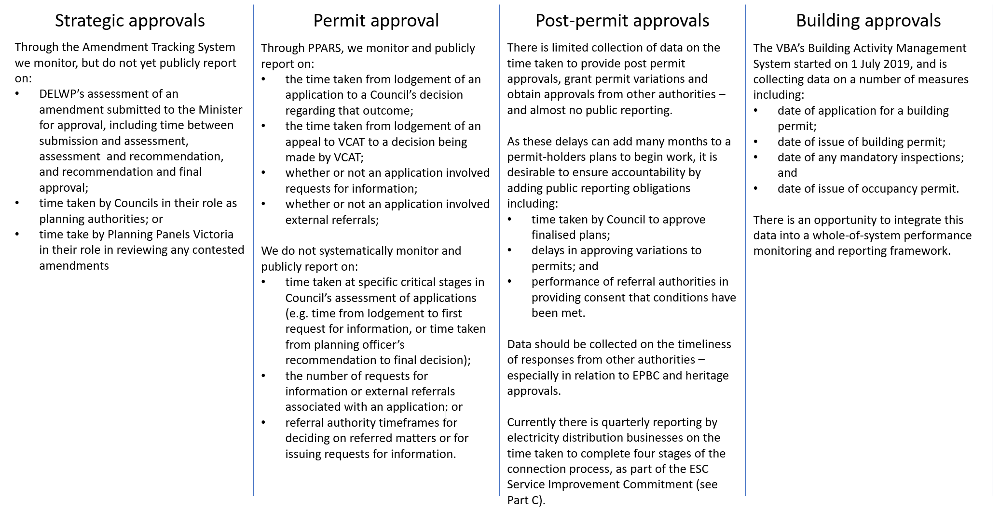 Strategic approvals
Through the Amendment Tracking System
we monitor, but do not yet publicly report
on:
• DELWP’s assessment of an
amendment submitted to the Minister
for approval, including time between
submission and assessment,
assessment  and recommendation,
and recommendation and final
approval;
• time taken by Councils in their role as
planning authorities; or
• time take by Planning Panels Victoria
in their role in reviewing any contested
amendments
Permit approval
Through PPARS, we monitor and publicly
report on:
• the time taken from lodgement of an
application to a Council’s decision
regarding that outcome;
• the time taken from lodgement of an
appeal to VCAT to a decision being
made by VCAT;
• whether or not an application involved
requests for information;
• whether or not an application involved
external referrals;
We do not systematically monitor and
publicly report on:
• time taken at specific critical stages in
Council’s assessment of applications
(e.g. time from lodgement to first
request for information, or time taken
from planning officer’s
recommendation to final decision);
• the number of requests for
information or external referrals
associated with an application; or
• referral authority timeframes for
deciding on referred matters or for
issuing requests for information.
Post-permit approvals
There is limited collection of data on the
time taken to provide post permit
approvals, grant permit variations and
obtain approvals from other authorities –
and almost no public reporting.
As these delays can add many months to a
permit-holders plans to begin work, it is
desirable to ensure accountability by
adding public reporting obligations
including:
• time taken by Council to approve
finalised plans;
• delays in approving variations to
permits; and
• performance of referral authorities in
providing consent that conditions have
been met.
Data should be collected on the timeliness
of responses from other authorities –
especially in relation to EPBC and heritage
approvals.
Currently there is quarterly reporting by
electricity distribution businesses on the
time taken to complete four stages of the
connection process, as part of the ESC
Service Improvement Commitment (see
Part C).
Building approvals
The VBA’s Building Activity Management
System started on 1 July 2019, and is
collecting data on a number of measures
including:
• date of application for a building
permit;
• date of issue of building permit;
• date of any mandatory inspections;
and
• date of issue of occupancy permit.
There is an opportunity to integrate this
data into a whole-of-system performance
monitoring and reporting framework.